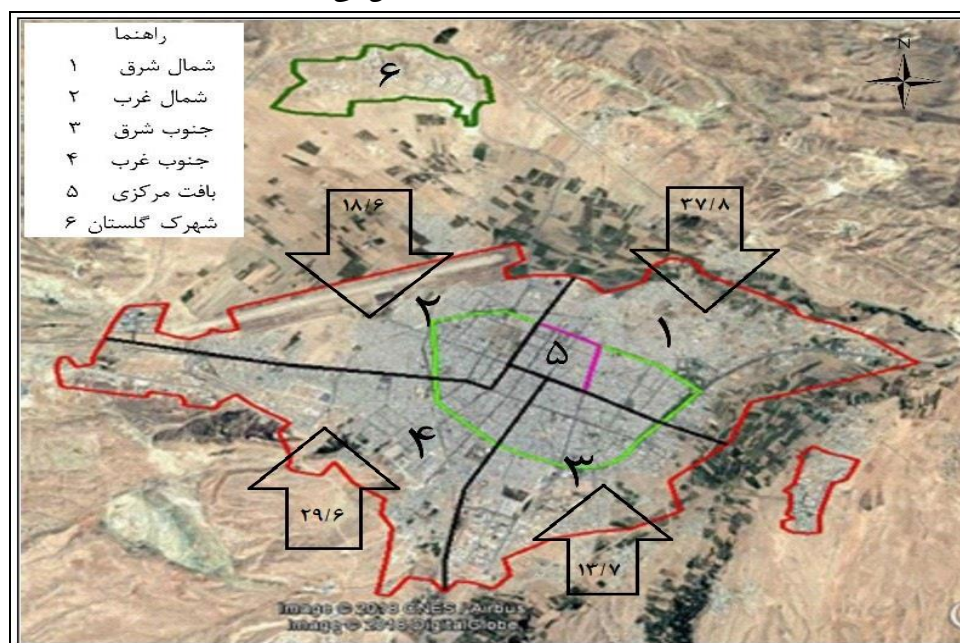 راهنما
شمال شرق ۱
شمال غرب ۲
جنوب شرق ۳
جنوب غرب ۴
بافت مرکزی ۵
شهرک گلستان ۶
۶
N
۱۸/۶
۳۷/۸
۲
۱
۵
۴
۳
۲۹/۶
۱۳/۷
Image © 2018 CNES / Airbus
Image © 2018 DigitalGlobe